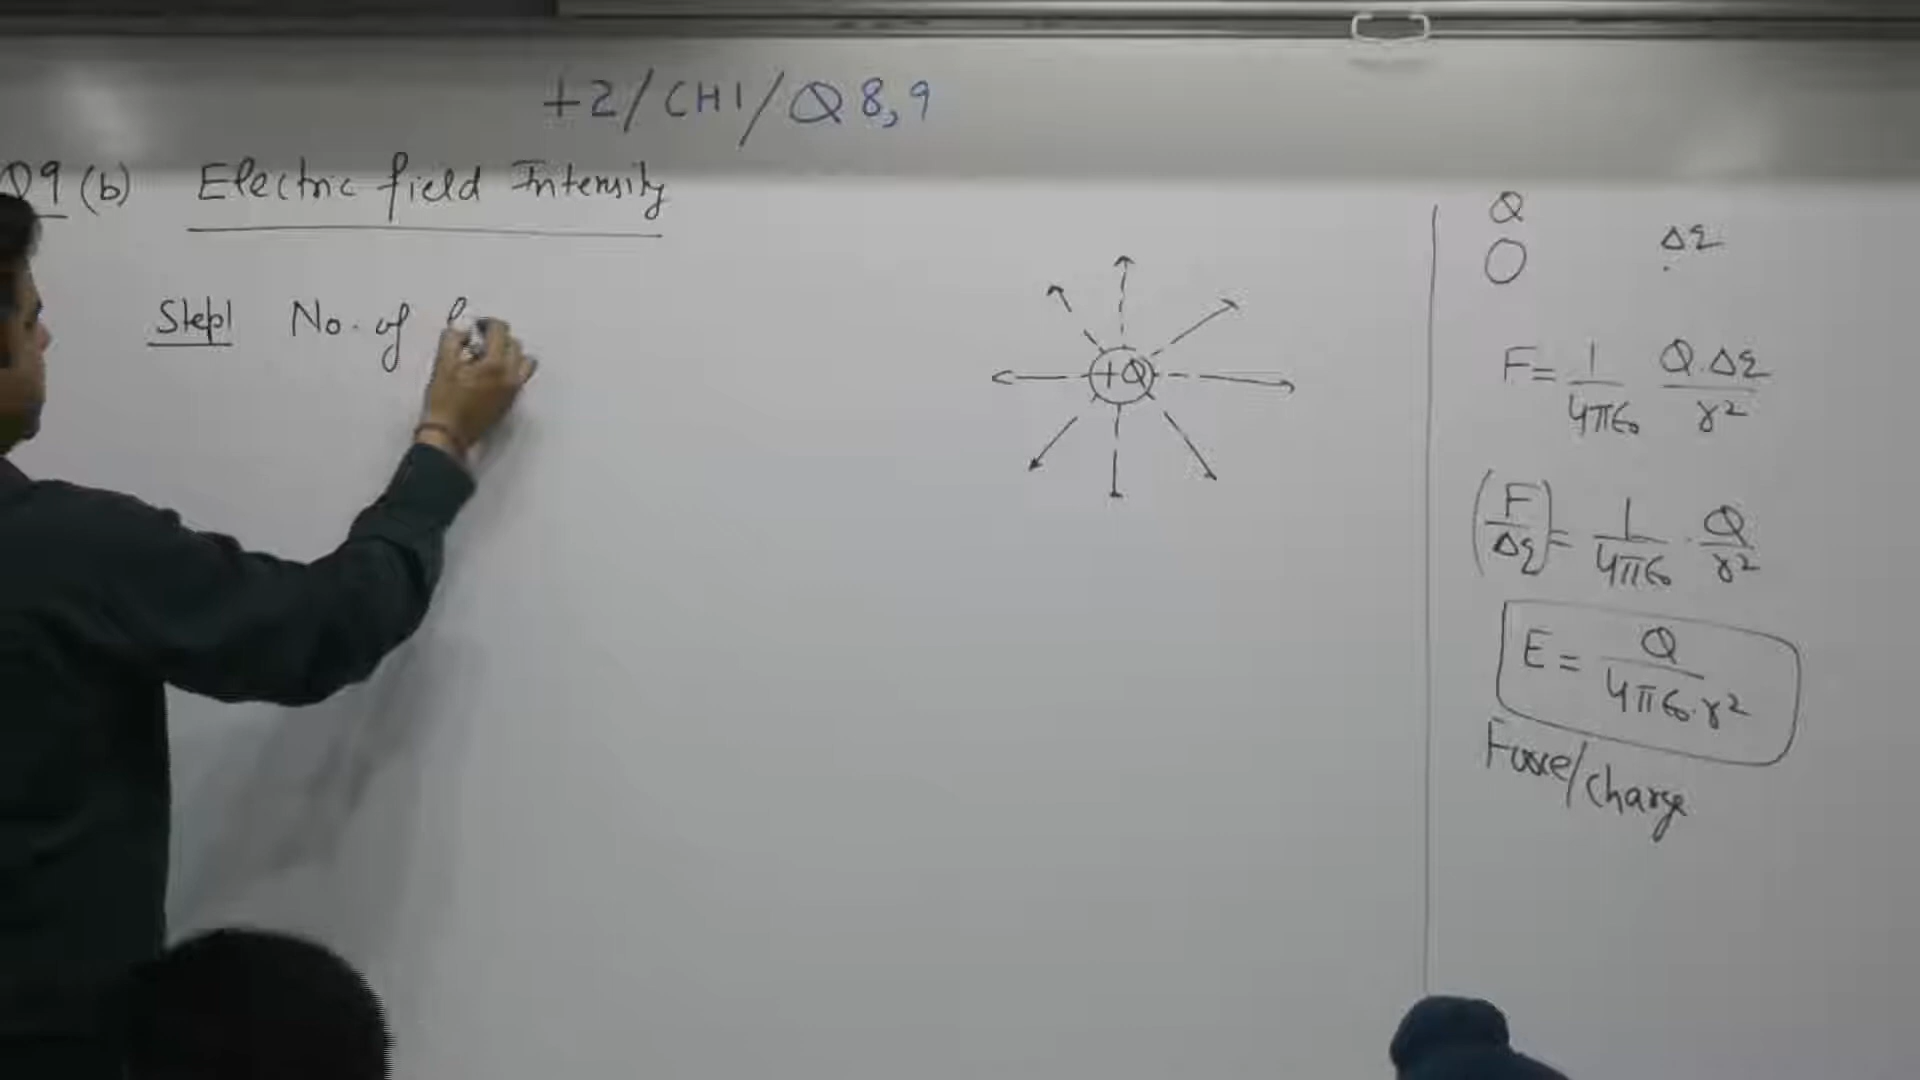 +2/CH1/Q8,9
Q9 (b) Electric field Intensity
Step1 No. of
+Q
Q
Δq
F = 1/4πϵ₀ Q.Δq/r²
(F/Δq) = 1/4πϵ₀ . Q/r²
E = Q/4πϵ₀.r²
Force/charge